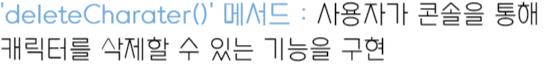 'deleteCharater()' 메서드 : 사용자가 콘솔을 통해
캐릭터를 삭제할 수 있는 기능을 구현